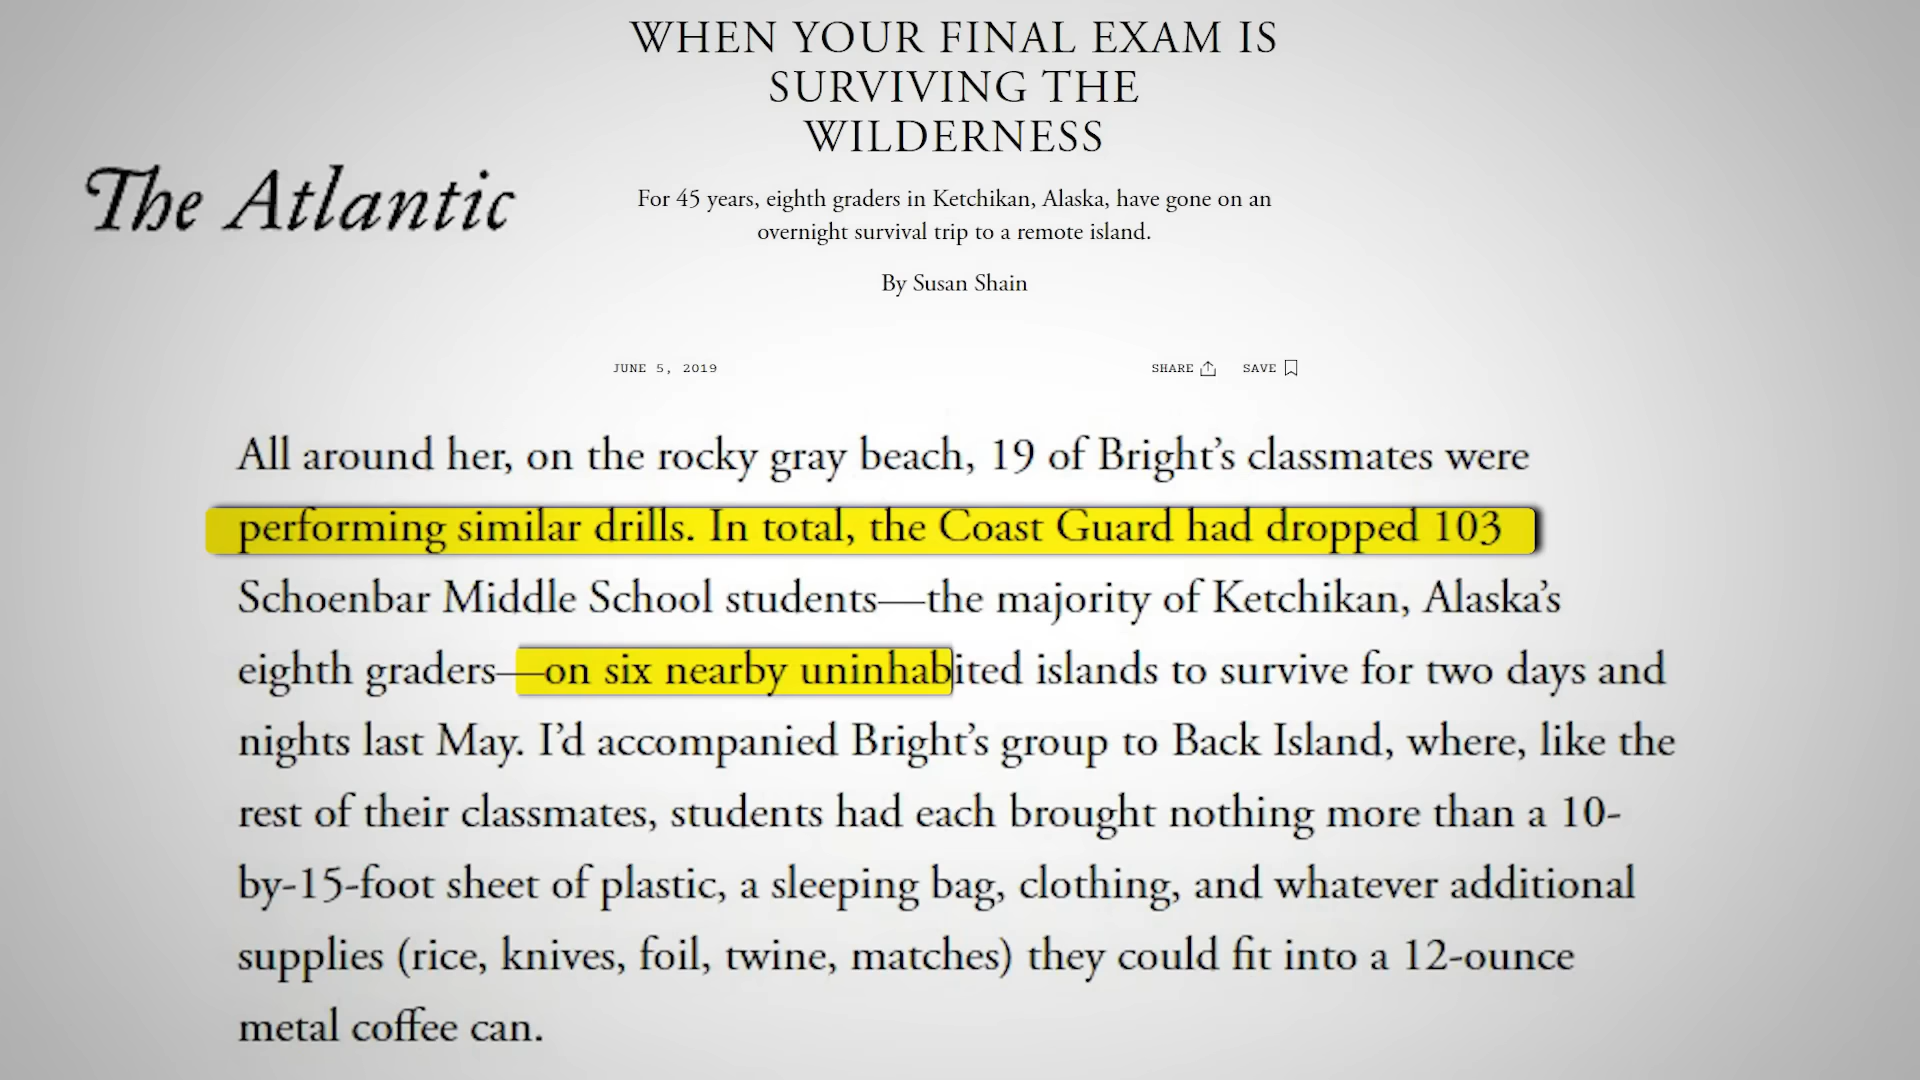 WHEN YOUR FINAL EXAM IS
SURVIVING THE
WILDERNESS
The Atlantic
For 45 years, eighth graders in Ketchikan, Alaska, have gone on an
overnight survival trip to a remote island.
By Susan Shain
JUNE 5, 2019
SHARE
SAVE
All around her, on the rocky gray beach, 19 of Bright’s classmates were
performing similar drills. In total, the Coast Guard had dropped 103
Schoenbar Middle School students—the majority of Ketchikan, Alaska’s
eighth graders—on six nearby uninhabited islands to survive for two days and
nights last May. I’d accompanied Bright’s group to Back Island, where, like the
rest of their classmates, students had each brought nothing more than a 10-
by-15-foot sheet of plastic, a sleeping bag, clothing, and whatever additional
supplies (rice, knives, foil, twine, matches) they could fit into a 12-ounce
metal coffee can.